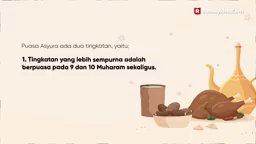 Puasa Asyura ada dua tingkatan, yaitu:
1. Tingkatan yang lebih sempurna adalah
berpuasa pada 9 dan 10 Muharam sekaligus.